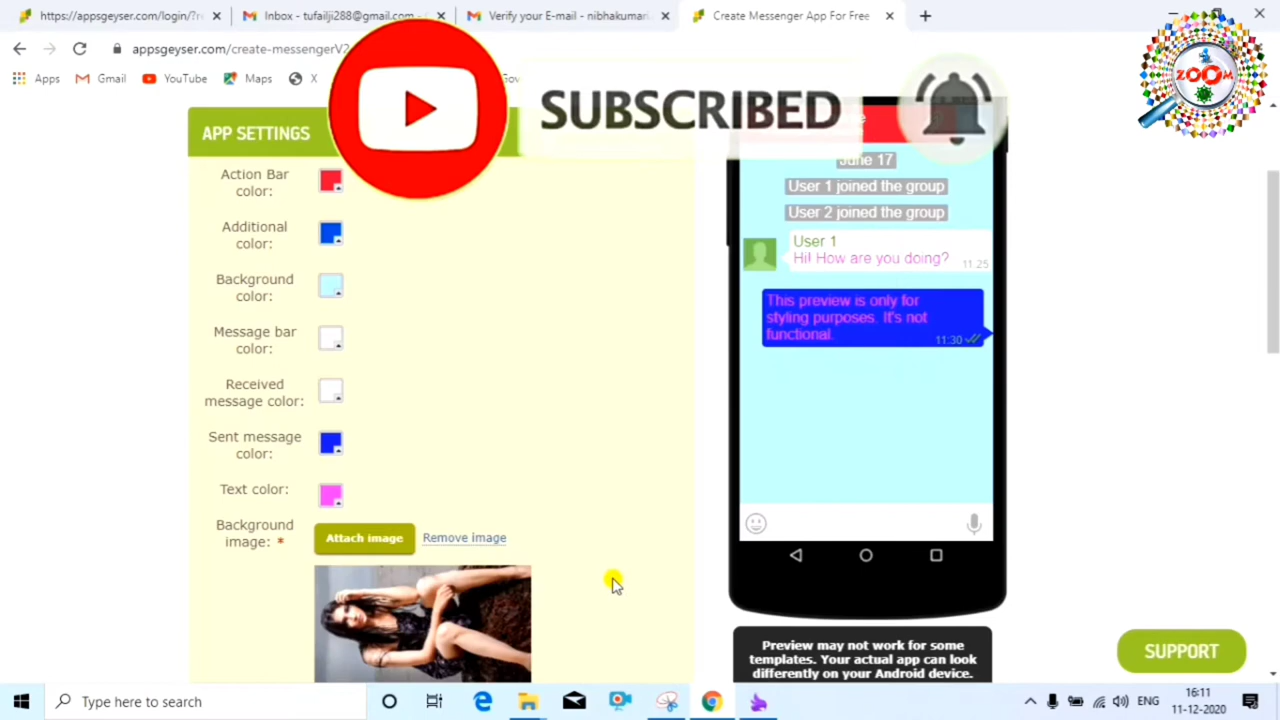 https://appsgeyser.com/login/?r
Inbox - tufailji288@gmail.com -
Verify your E-mail - nibhakumari.
Create Messenger App For Free
appsgeyser.com/create-messengerV2
Apps
Gmail
YouTube
Maps
X
Gov
SUBSCRIBED
ZOOM
APP SETTINGS
Action Bar
color:
Additional
color:
Background
color:
Message bar
color:
Received
message color:
Sent message
color:
Text color:
Background
image: *
Attach image
Remove image
June 17
User 1 joined the group
User 2 joined the group
User 1
Hi! How are you doing?
11.25
This preview is only for
styling purposes. It's not
functional.
11:30
Preview may not work for some
templates. Your actual app can look
differently on your Android device.
SUPPORT
Type here to search
ENG
16:11
11-12-2020